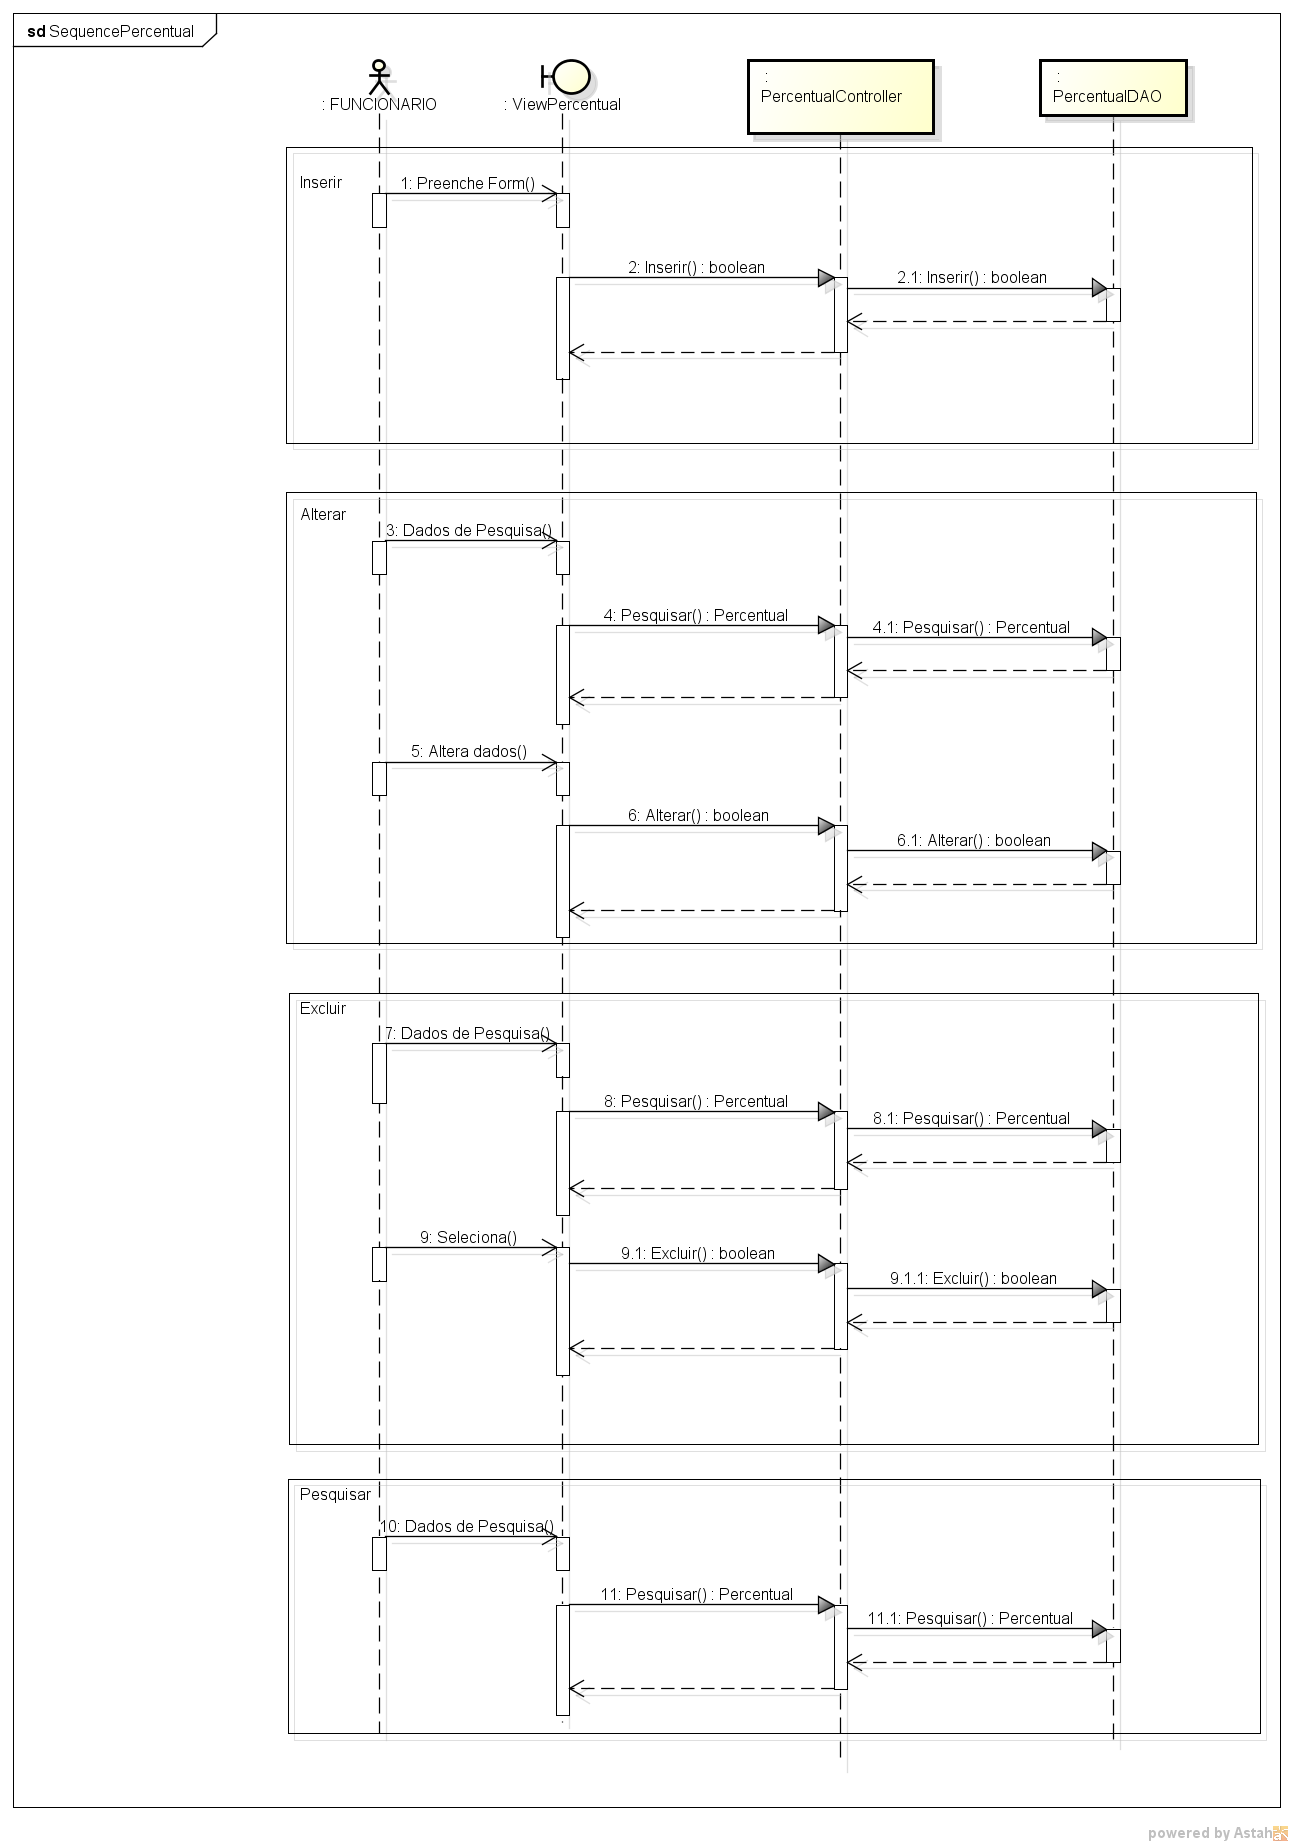 sd SequencePercentual
: FUNCIONARIO
: ViewPercentual
:
PercentualController
:
PercentualDAO
Inserir
1: Preenche Form()
2: Inserir() : boolean
2.1: Inserir() : boolean
Alterar
3: Dados de Pesquisa()
4: Pesquisar() : Percentual
4.1: Pesquisar() : Percentual
5: Altera dados()
6: Alterar() : boolean
6.1: Alterar() : boolean
Excluir
7: Dados de Pesquisa()
8: Pesquisar() : Percentual
8.1: Pesquisar() : Percentual
9: Seleciona()
9.1: Excluir() : boolean
9.1.1: Excluir() : boolean
Pesquisar
10: Dados de Pesquisa()
11: Pesquisar() : Percentual
11.1: Pesquisar() : Percentual
powered by Astah